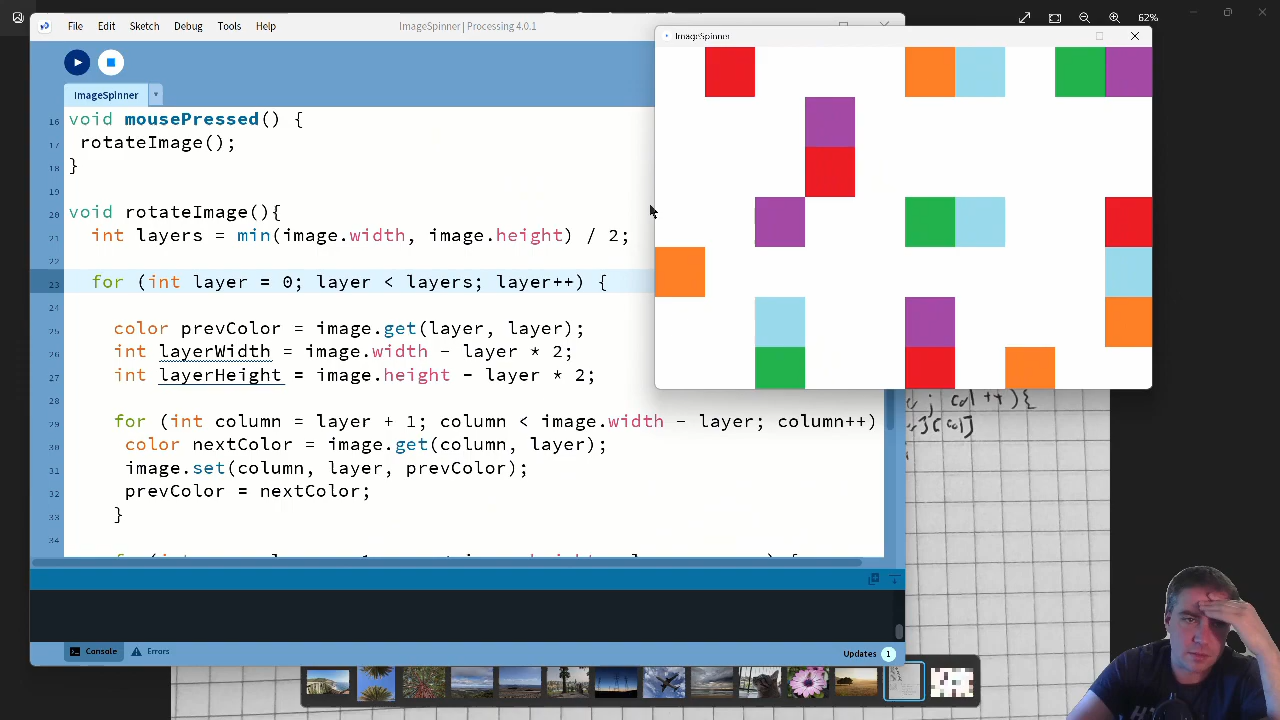 62%
File Edit Sketch Debug Tools Help
ImageSpinner | Processing 4.0.1
ImageSpinner
ImageSpinner
16 void mousePressed() {
17 rotateImage();
18 }
19
20 void rotateImage(){
21 int layers = min(image.width, image.height) / 2;
22
23 for (int layer = 0; layer < layers; layer++) {
24
25 color prevColor = image.get(layer, layer);
26 int layerWidth = image.width - layer * 2;
27 int layerHeight = image.height - layer * 2;
28
29 for (int column = layer + 1; column < image.width - layer; column++)
30 color nextColor = image.get(column, layer);
31 image.set(column, layer, prevColor);
32 prevColor = nextColor;
33 }
34
col++){
][col]
Console Errors
Updates 1